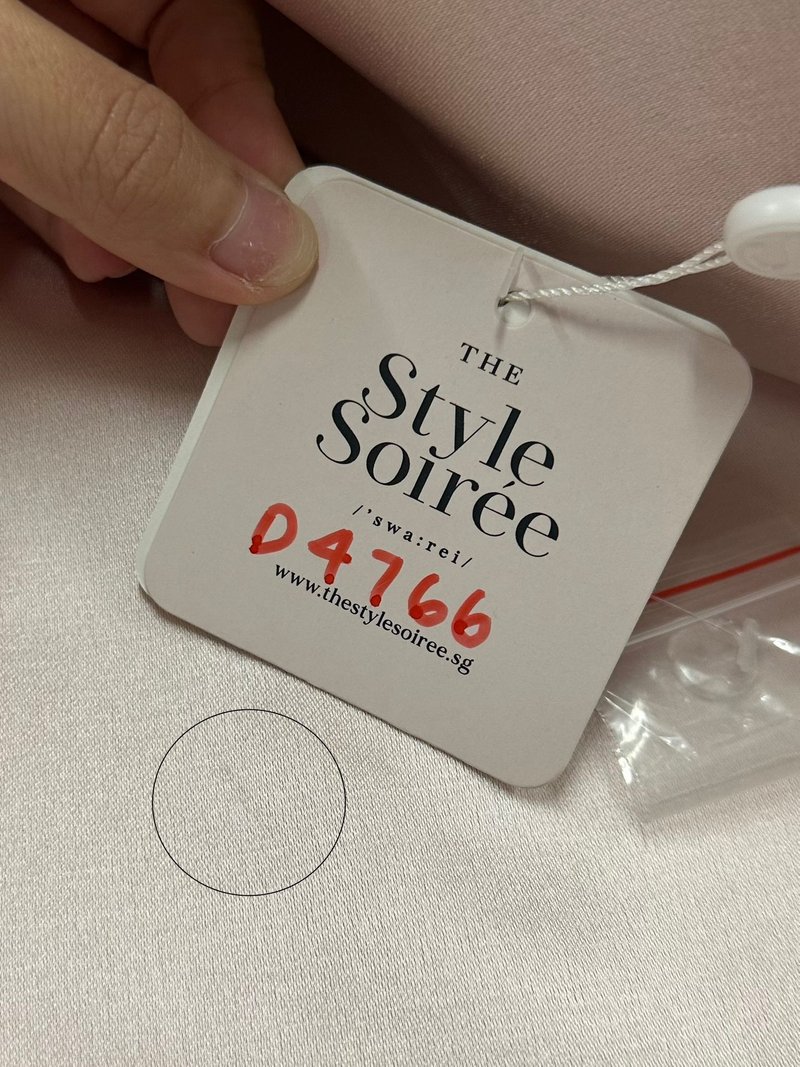 THE
Style
Soirée
/'swa:rei/
D4766
www.thestylesoiree.sg